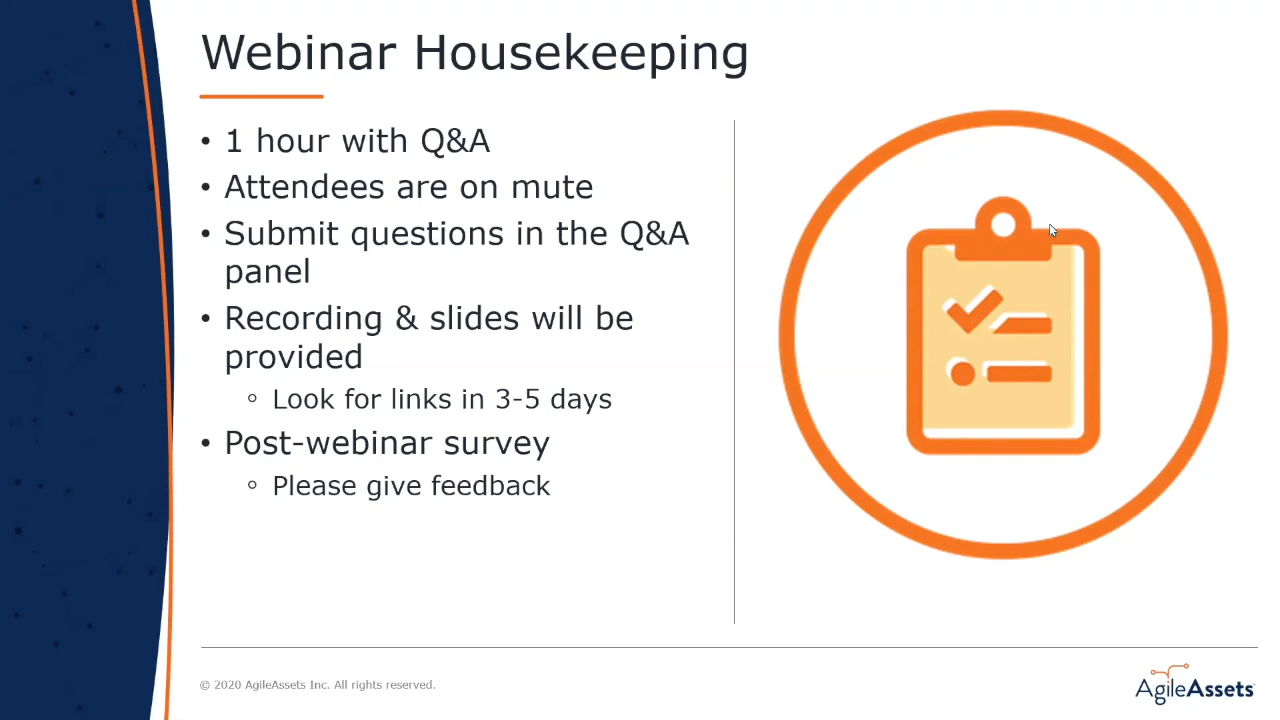 Webinar Housekeeping
• 1 hour with Q&A
• Attendees are on mute
• Submit questions in the Q&A
panel
• Recording & slides will be
provided
◦ Look for links in 3-5 days
• Post-webinar survey
◦ Please give feedback
© 2020 AgileAssets Inc. All rights reserved.
AgileAssets